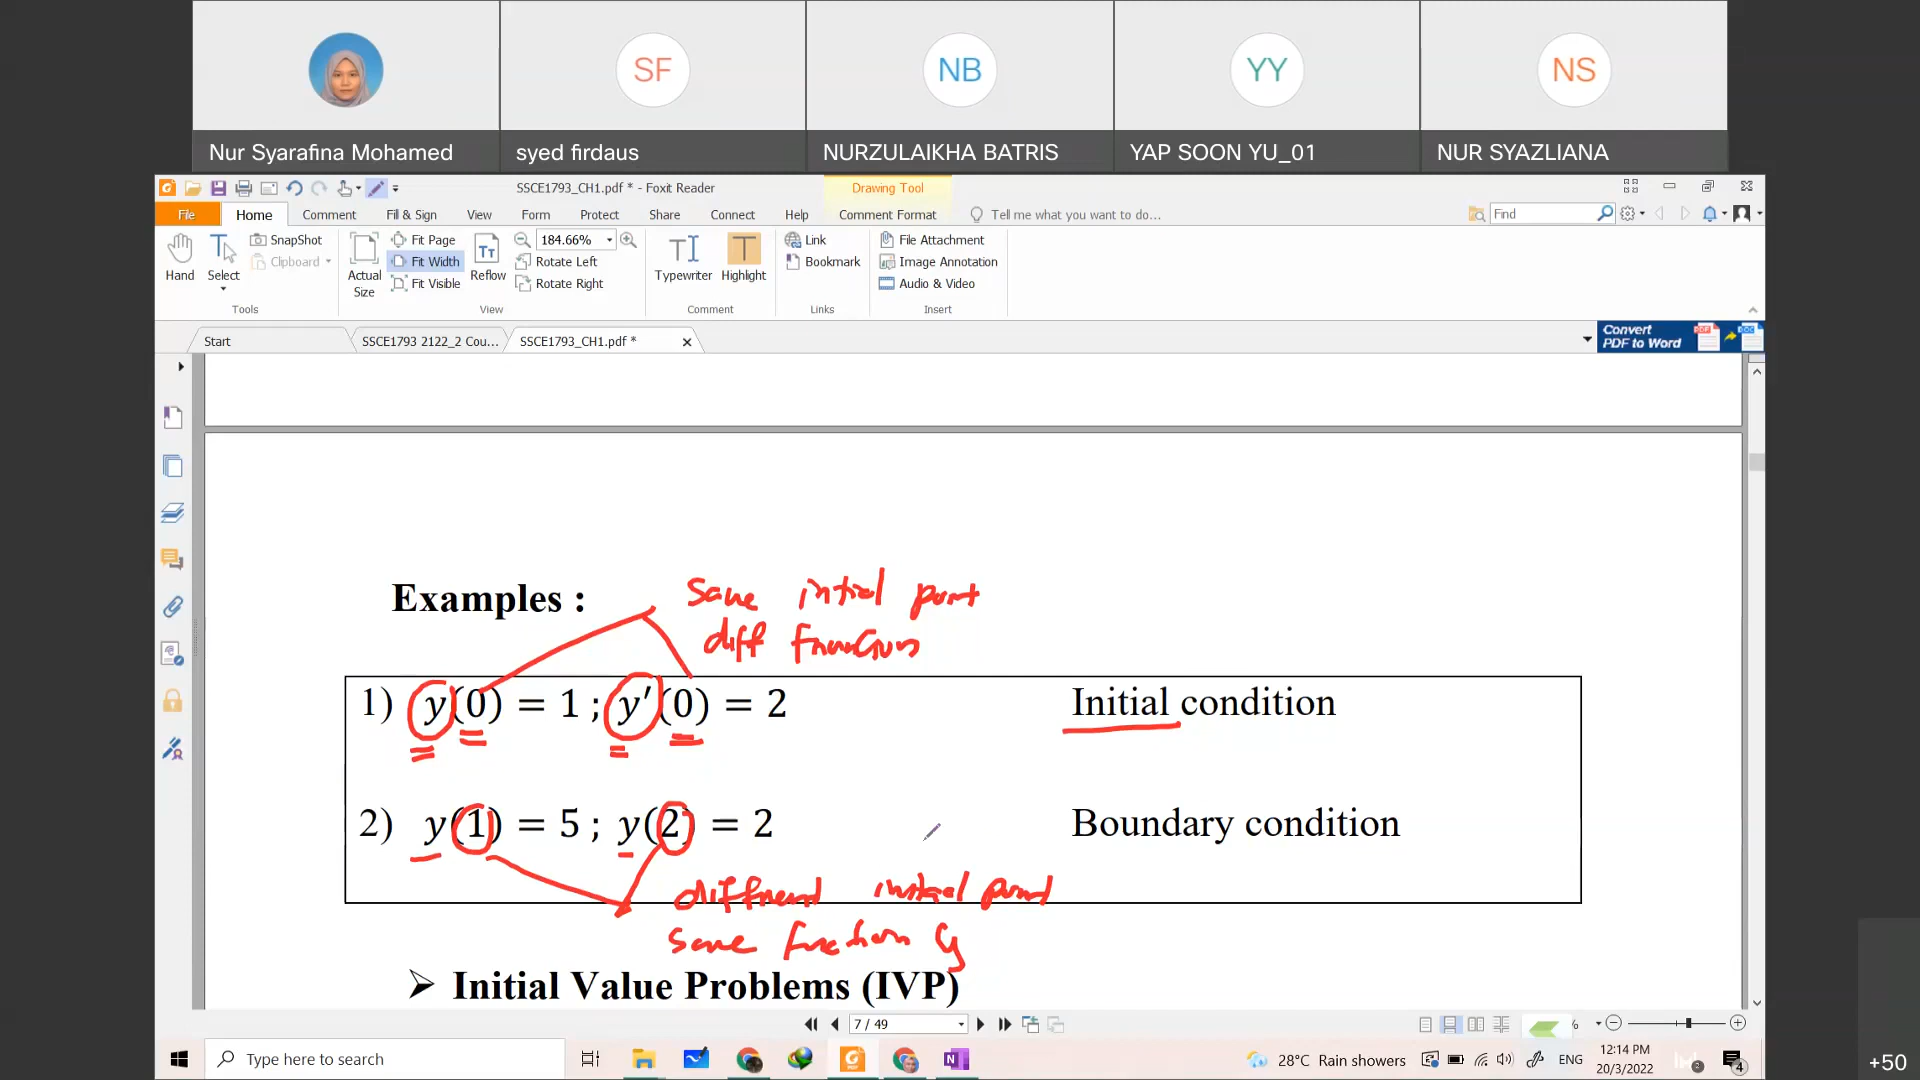 SF
NB
YY
NS
Nur Syarafina Mohamed
syed firdaus
NURZULAIKHA BATRIS
YAP SOON YU_01
NUR SYAZLIANA
SSCE1793_CH1.pdf * - Foxit Reader
Drawing Tool
File
Home
Comment
Fill & Sign
View
Form
Protect
Share
Connect
Help
Comment Format
Tell me what you want to do...
Find
Hand
Select
SnapShot
Clipboard
Tools
Actual Size
Fit Page
Fit Width
Fit Visible
Reflow
184.66%
Rotate Left
Rotate Right
View
Typewriter
Highlight
Comment
Link
Bookmark
Links
File Attachment
Image Annotation
Audio & Video
Insert
Start
SSCE1793 2122_2 Cou...
SSCE1793_CH1.pdf *
Convert
PDF to Word
Examples :
same initial point
diff functions
1) y(0) = 1 ; y′(0) = 2 Initial condition
2) y(1) = 5 ; y(2) = 2 Boundary condition
different initial point
same function y
➢ Initial Value Problems (IVP)
7 / 49
%
Type here to search
28°C Rain showers
ENG
12:14 PM
20/3/2022
2
4
+50